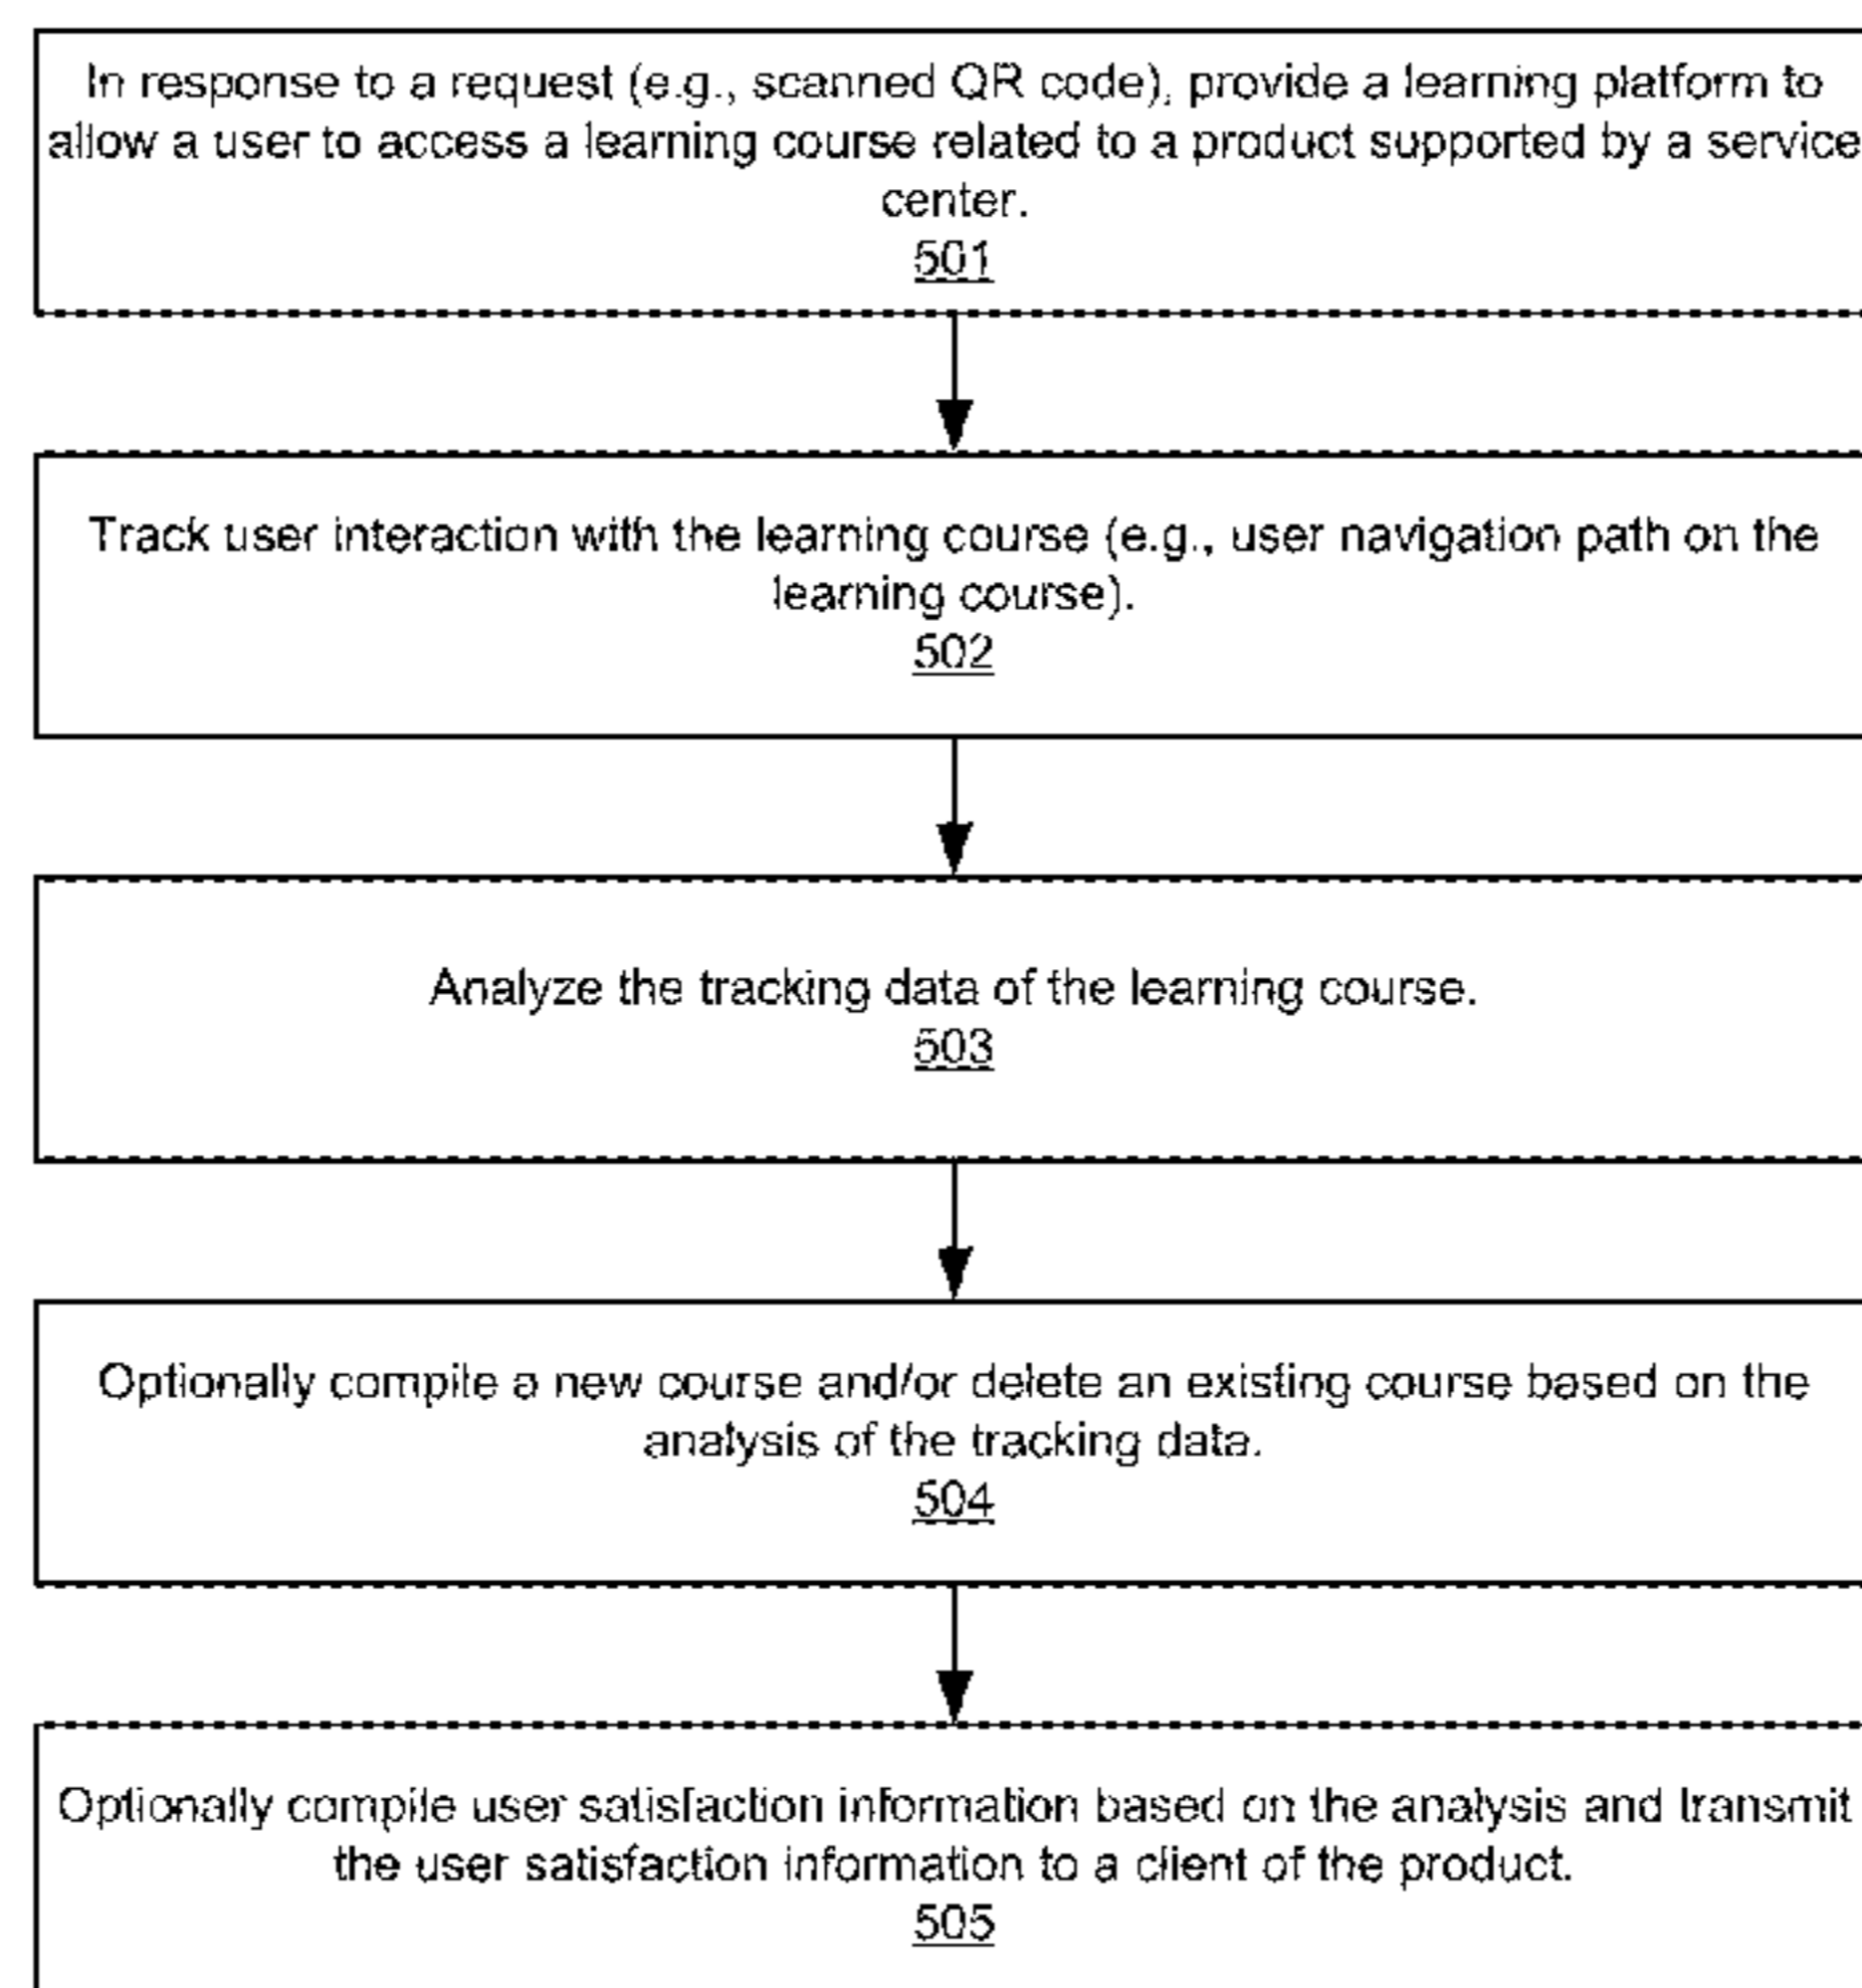 In response to a request (e.g., scanned QR code), provide a learning platform to
allow a user to access a learning course related to a product supported by a service
center.
501
Track user interaction with the learning course (e.g., user navigation path on the
learning course).
502
Analyze the tracking data of the learning course.
503
Optionally compile a new course and/or delete an existing course based on the
analysis of the tracking data.
504
Optionally compile user satisfaction information based on the analysis and transmit
the user satisfaction information to a client of the product.
505